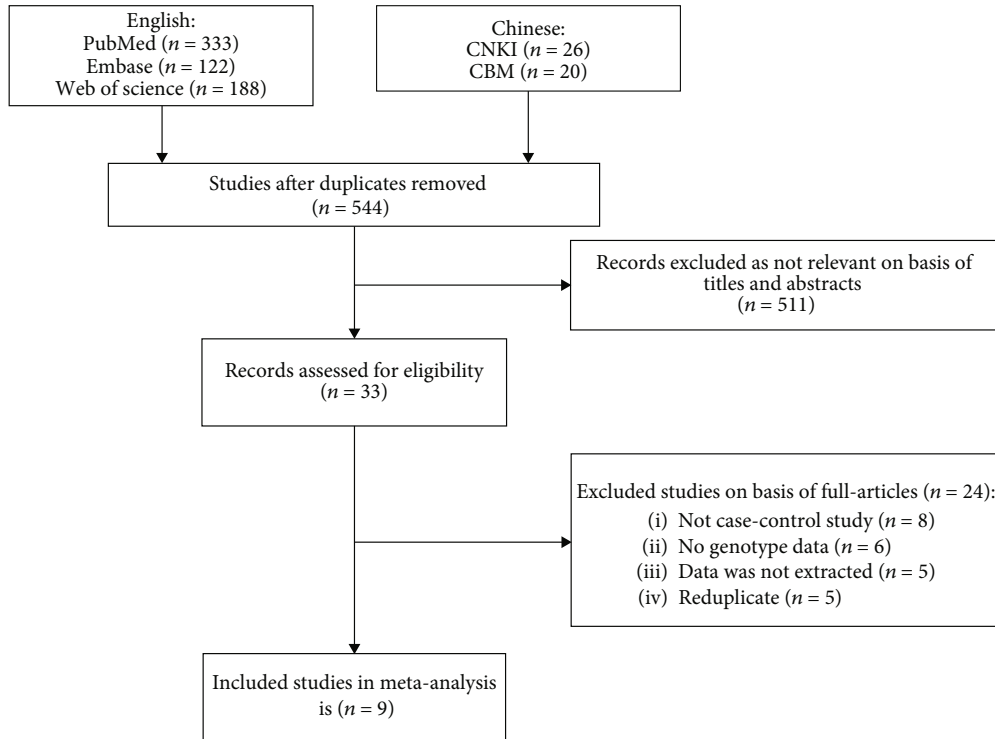 English:
PubMed (n = 333)
Embase (n = 122)
Web of science (n = 188)
Chinese:
CNKI (n = 26)
CBM (n = 20)
Studies after duplicates removed
(n = 544)
Records excluded as not relevant on basis of
titles and abstracts
(n = 511)
Records assessed for eligibility
(n = 33)
Excluded studies on basis of full-articles (n = 24):
(i) Not case-control study (n = 8)
(ii) No genotype data (n = 6)
(iii) Data was not extracted (n = 5)
(iv) Reduplicate (n = 5)
Included studies in meta-analysis
is (n = 9)